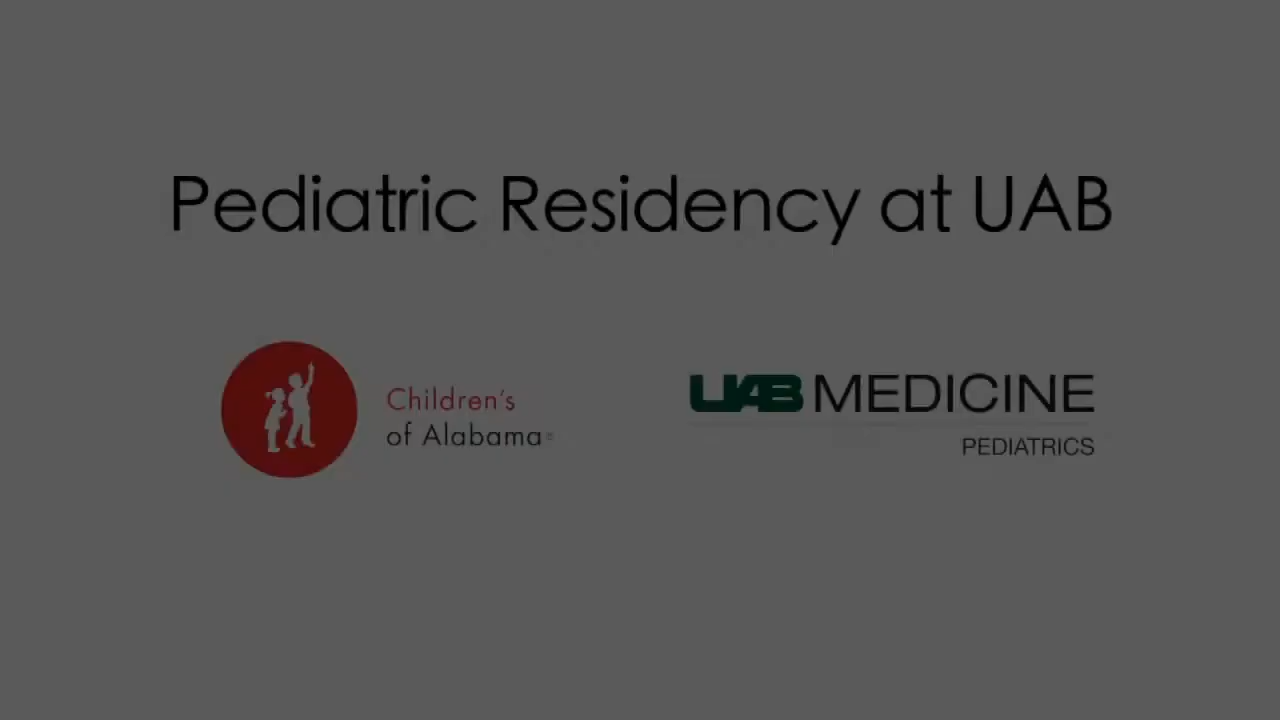 Pediatric Residency at UAB
Children's
of Alabama®
UAB MEDICINE
PEDIATRICS